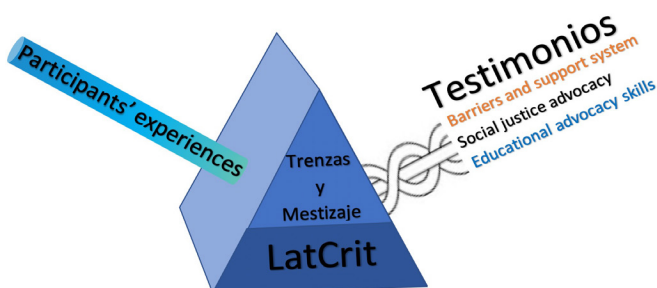 Participants' experiences
Trenzas
y
Mestizaje
LatCrit
Testimonios
Barriers and support system
Social justice advocacy
Educational advocacy skills